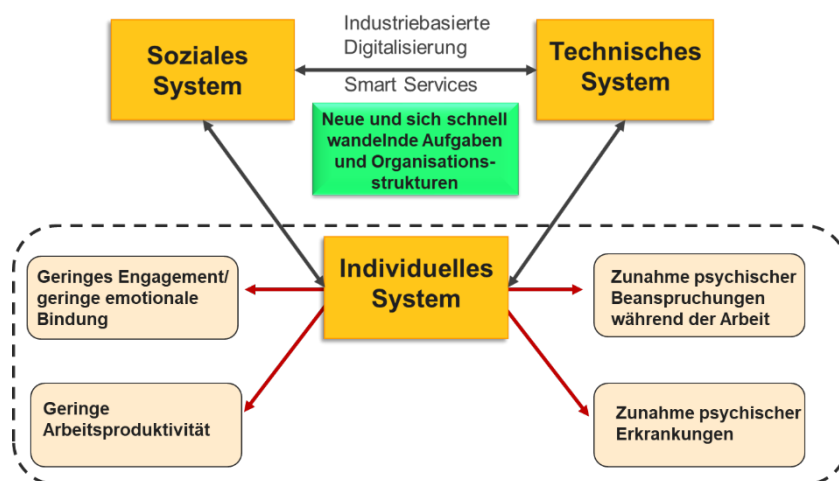 Soziales
System
Industriebasierte
Digitalisierung
Smart Services
Technisches
System
Neue und sich schnell
wandelnde Aufgaben
und Organisations-
strukturen
Individuelles
System
Geringes Engagement/
geringe emotionale
Bindung
Zunahme psychischer
Beanspruchungen
während der Arbeit
Geringe
Arbeitsproduktivität
Zunahme psychischer
Erkrankungen